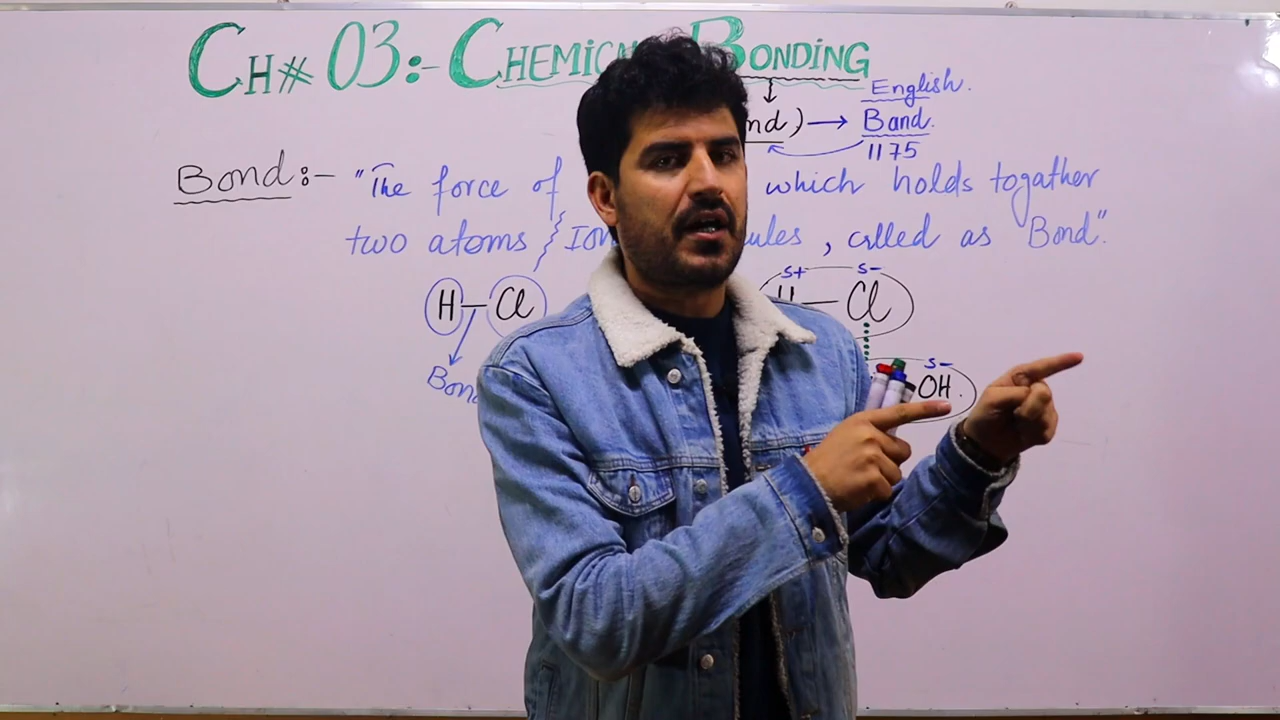 CH# 03:- CHEMIC BONDING
English.
nd) → Band.
1175
Bond:- "The force of which holds togather
two atoms Ion ules, crlled as Bond".
S+ S-
H-Cl H-Cl
S-
OH.
Bon